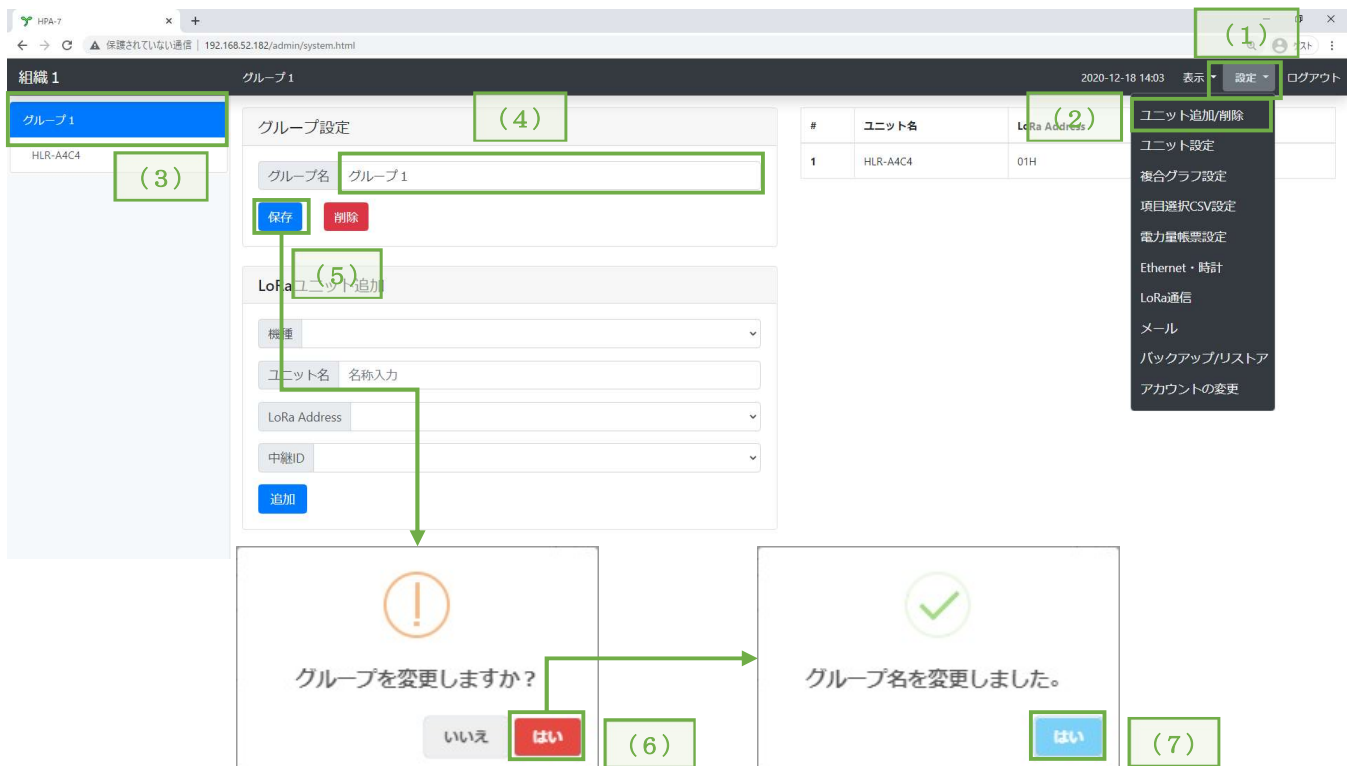 HPA-7
保護されていない通信 | 192.168.52.182/admin/system.html
ゲスト
(1)
組織 1
グループ 1
2020-12-18 14:03 表示 設定 ログアウト
グループ 1
HLR-A4C4
(3)
グループ設定
(4)
グループ名 グループ 1
保存 削除
(5)
LoRaユニット追加
機種
ユニット名 名称入力
LoRa Address
中継ID
追加
# ユニット名 LoRa Address
1 HLR-A4C4 01H
(2)
ユニット追加/削除
ユニット設定
複合グラフ設定
項目選択CSV設定
電力量帳票設定
Ethernet・時計
LoRa通信
メール
バックアップ/リストア
アカウントの変更
グループを変更しますか？
いいえ はい
(6)
グループ名を変更しました。
はい
(7)